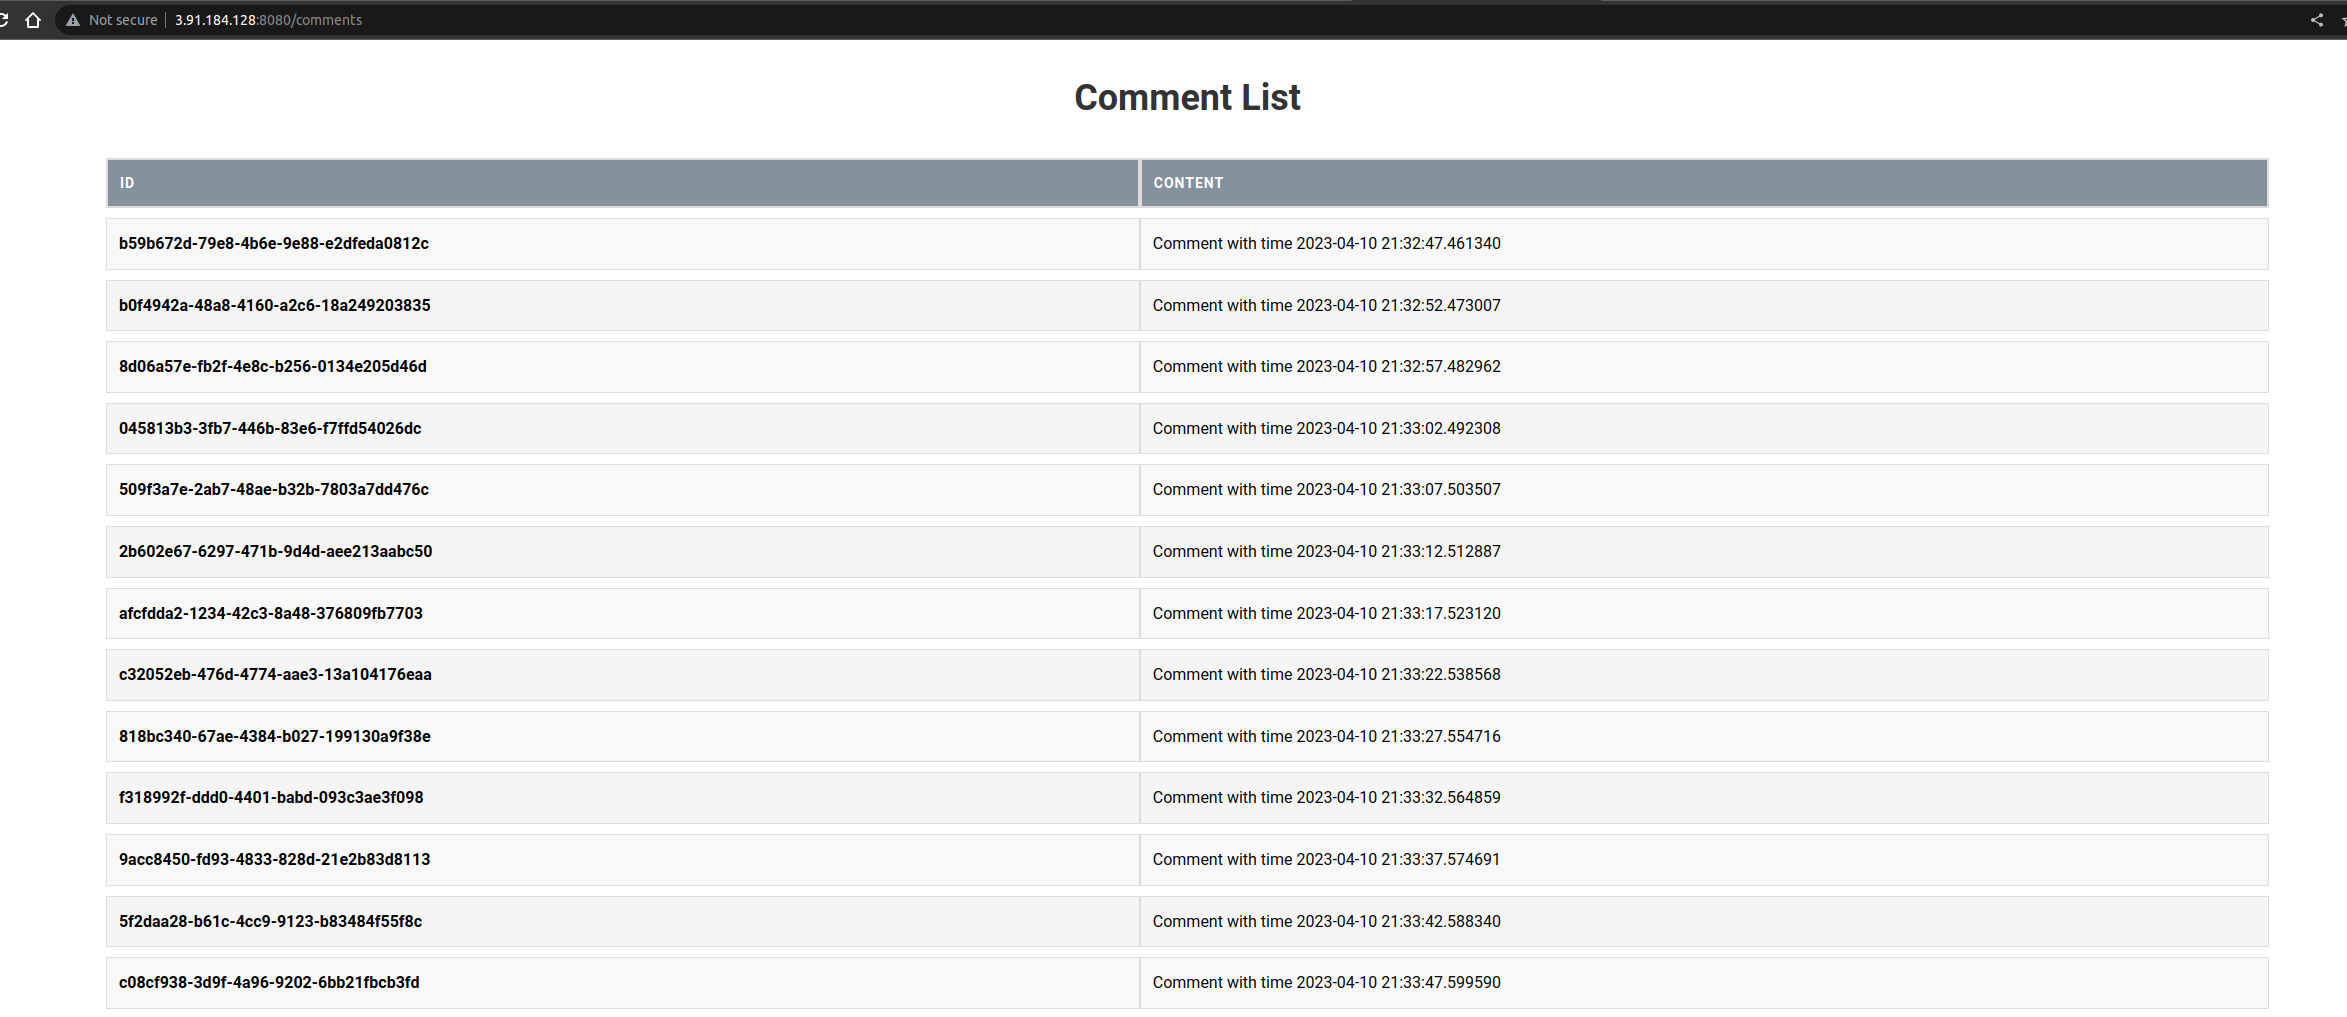 Not secure 3.91.184.128:8080/comments
Comment List
ID CONTENT
b59b672d-79e8-4b6e-9e88-e2dfeda0812c Comment with time 2023-04-10 21:32:47.461340
b0f4942a-48a8-4160-a2c6-18a249203835 Comment with time 2023-04-10 21:32:52.473007
8d06a57e-fb2f-4e8c-b256-0134e205d46d Comment with time 2023-04-10 21:32:57.482962
045813b3-3fb7-446b-83e6-f7ffd54026dc Comment with time 2023-04-10 21:33:02.492308
509f3a7e-2ab7-48ae-b32b-7803a7dd476c Comment with time 2023-04-10 21:33:07.503507
2b602e67-6297-471b-9d4d-aee213aabc50 Comment with time 2023-04-10 21:33:12.512887
afcfdda2-1234-42c3-8a48-376809fb7703 Comment with time 2023-04-10 21:33:17.523120
c32052eb-476d-4774-aae3-13a104176eaa Comment with time 2023-04-10 21:33:22.538568
818bc340-67ae-4384-b027-199130a9f38e Comment with time 2023-04-10 21:33:27.554716
f318992f-ddd0-4401-babd-093c3ae3f098 Comment with time 2023-04-10 21:33:32.564859
9acc8450-fd93-4833-828d-21e2b83d8113 Comment with time 2023-04-10 21:33:37.574691
5f2daa28-b61c-4cc9-9123-b83484f55f8c Comment with time 2023-04-10 21:33:42.588340
c08cf938-3d9f-4a96-9202-6bb21fbcb3fd Comment with time 2023-04-10 21:33:47.599590